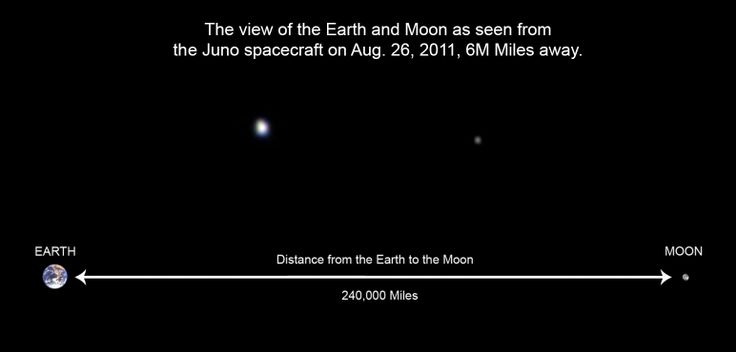 The view of the Earth and Moon as seen from
the Juno spacecraft on Aug. 26, 2011, 6M Miles away.
EARTH
MOON
Distance from the Earth to the Moon
240,000 Miles